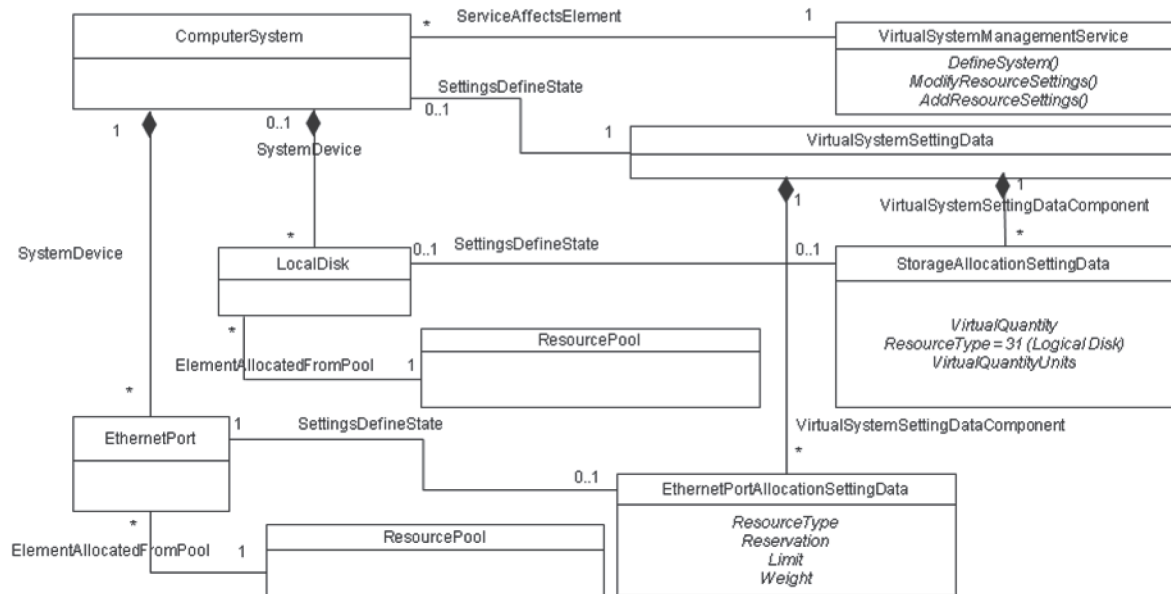 ServiceAffectsElement
1
*
ComputerSystem
VirtualSystemManagementService
DefineSystem()
ModifyResourceSettings()
AddResourceSettings()
SettingsDefineState
0..1
1
0..1
1
VirtualSystemSettingData
SystemDevice
1
1
VirtualSystemSettingDataComponent
SystemDevice
*
SettingsDefineState
*
0..1
0..1
LocalDisk
StorageAllocationSettingData
VirtualQuantity
ResourceType = 31 (Logical Disk)
VirtualQuantityUnits
*
ResourcePool
ElementAllocatedFromPool
1
*
EthernetPort
1
SettingsDefineState
VirtualSystemSettingDataComponent
*
0..1
EthernetPortAllocationSettingData
ResourceType
Reservation
Limit
Weight
*
ElementAllocatedFromPool
1
ResourcePool